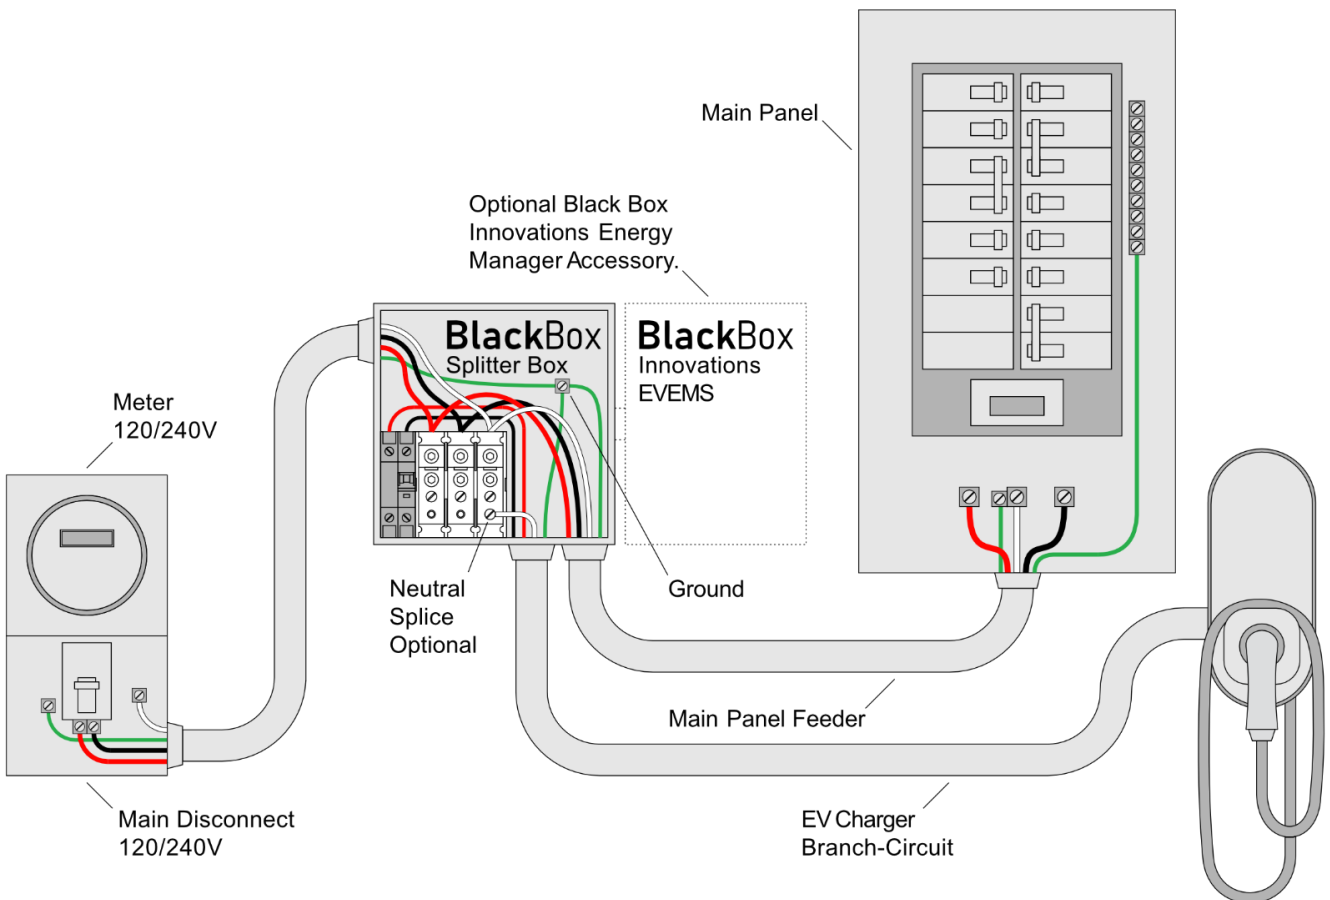 Main Panel
Optional Black Box
Innovations Energy
Manager Accessory.
BlackBox
Splitter Box
BlackBox
Innovations
EVEMS
Meter
120/240V
Neutral
Splice
Optional
Ground
Main Panel Feeder
Main Disconnect
120/240V
EV Charger
Branch-Circuit